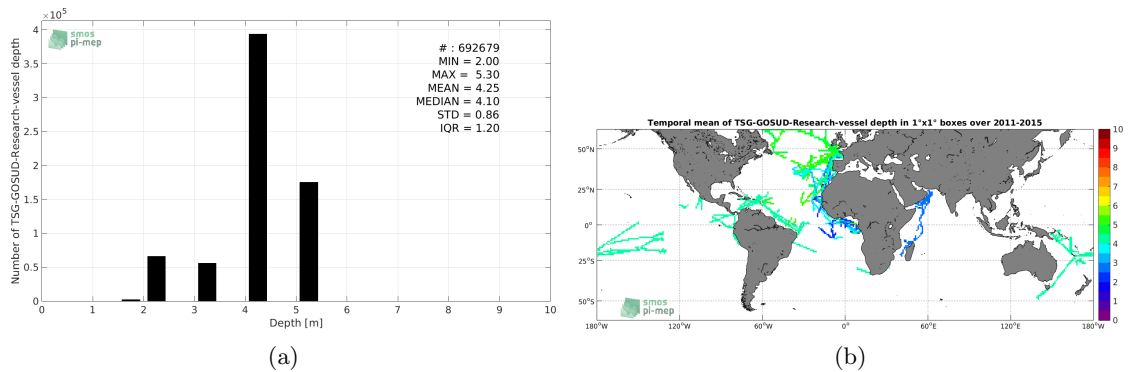 ×10⁵
smos
pi-mep
Number of TSG-GOSUD-Research-vessel depth
4
3.5
3
2.5
2
1.5
1
0.5
0
# : 692679
MIN = 2.00
MAX = 5.30
MEAN = 4.25
MEDIAN = 4.10
STD = 0.86
IQR = 1.20
0 1 2 3 4 5 6 7 8 9 10
Depth [m]
(a)
Temporal mean of TSG-GOSUD-Research-vessel depth in 1°x1° boxes over 2011-2015
50°N
25°N
0°
25°S
50°S
smos
pi-mep
180°W 120°W 60°W 0° 60°E 120°E 180°W
10
9
8
7
6
5
4
3
2
1
0
(b)